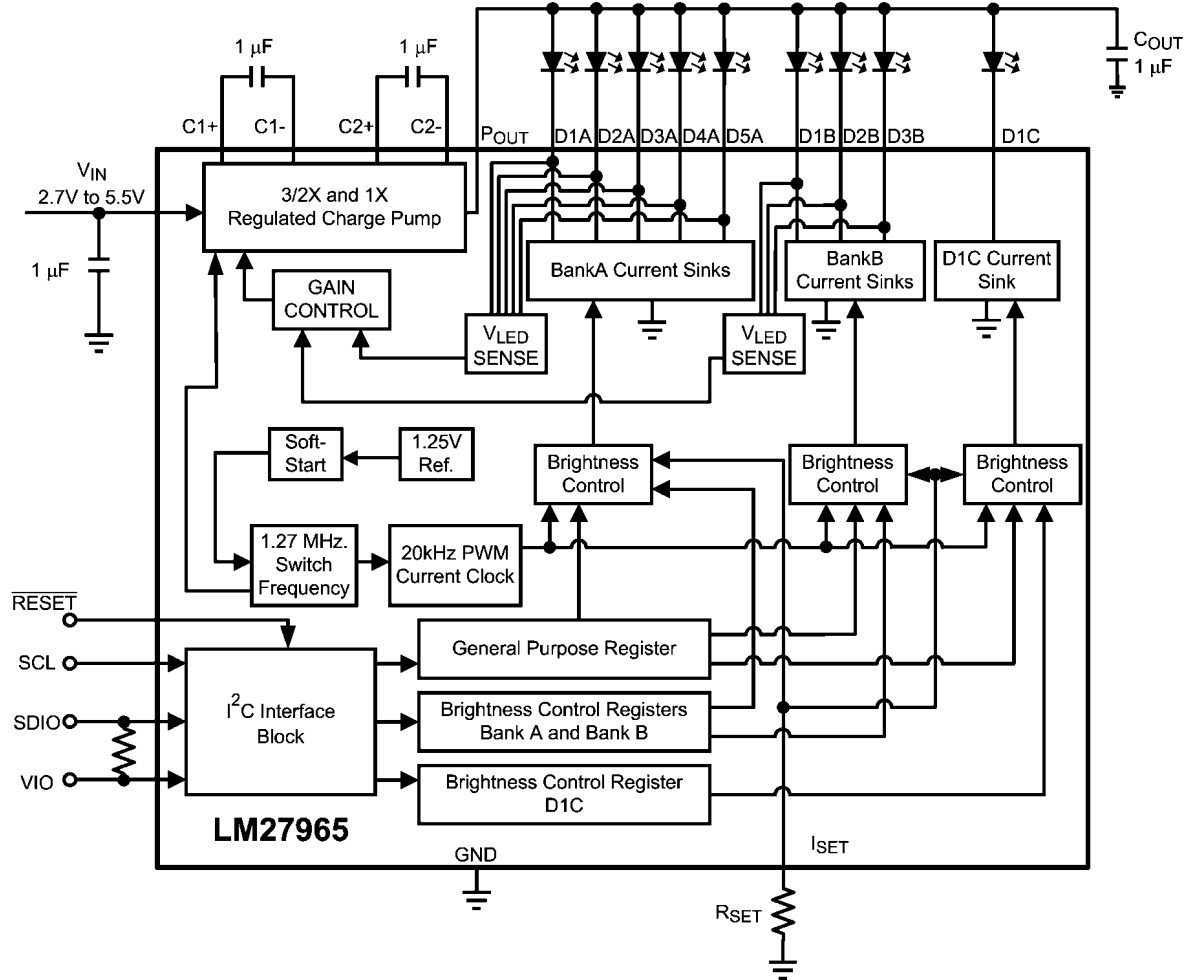 COUT
1 µF
1 µF
1 µF
C1+
C1-
C2+
C2-
POUT
D1A
D2A
D3A
D4A
D5A
D1B
D2B
D3B
D1C
VIN
2.7V to 5.5V
1 µF
3/2X and 1X
Regulated Charge Pump
GAIN
CONTROL
BankA Current Sinks
BankB
Current Sinks
D1C Current
Sink
VLED
SENSE
VLED
SENSE
Soft-
Start
1.25V
Ref.
Brightness
Control
Brightness
Control
Brightness
Control
1.27 MHz.
Switch
Frequency
20kHz PWM
Current Clock
RESET
SCL
SDIO
VIO
I2C Interface
Block
General Purpose Register
Brightness Control Registers
Bank A and Bank B
Brightness Control Register
D1C
LM27965
GND
ISET
RSET